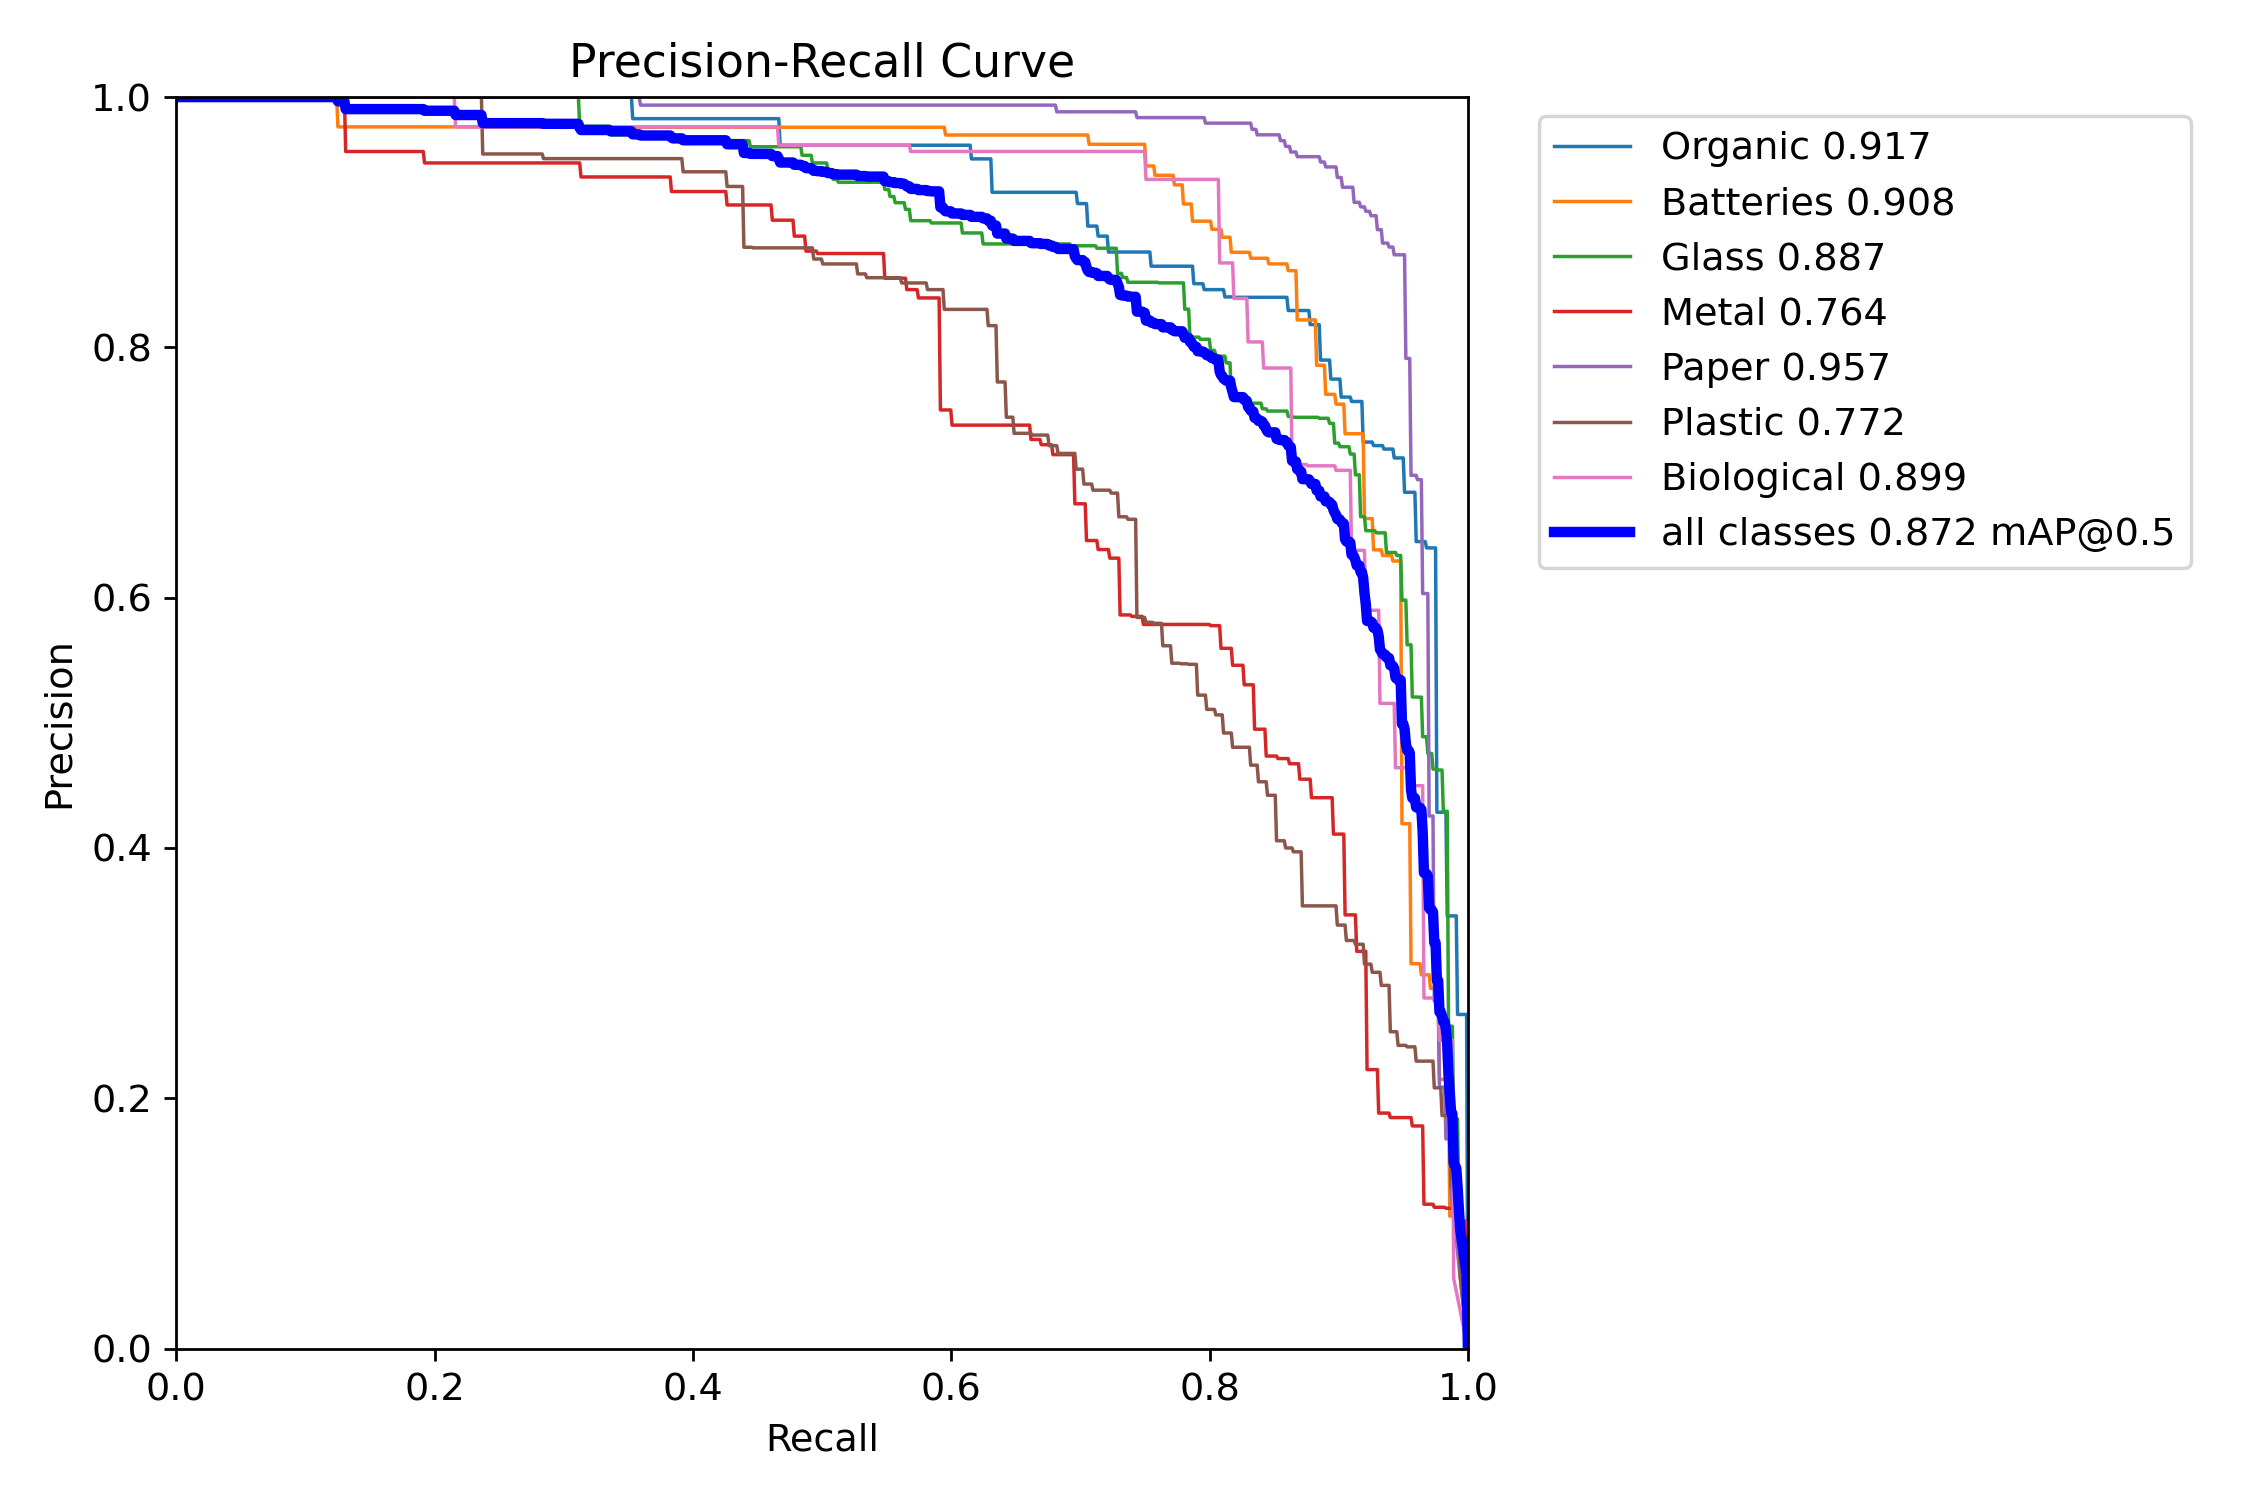 Precision-Recall Curve
1.0
0.8
0.6
0.4
0.2
0.0
Precision
0.0 0.2 0.4 0.6 0.8 1.0
Recall
Organic 0.917
Batteries 0.908
Glass 0.887
Metal 0.764
Paper 0.957
Plastic 0.772
Biological 0.899
all classes 0.872 mAP@0.5